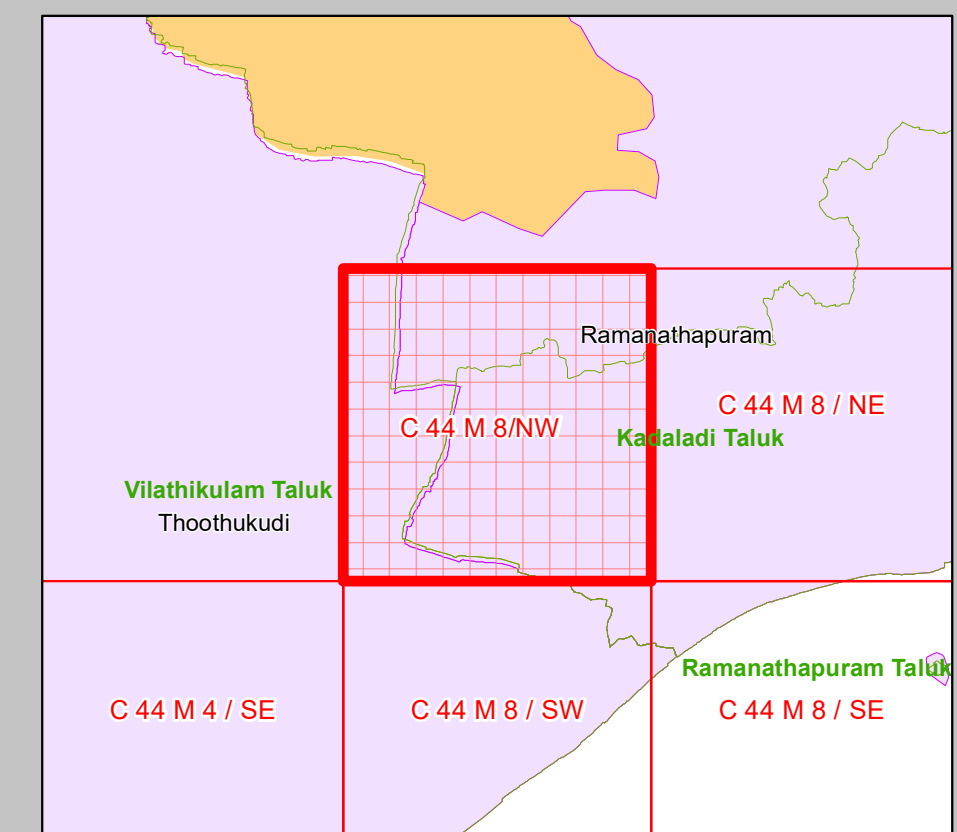 Ramanathapuram
C 44 M 8 / NE
C 44 M 8/NW
Kadaladi Taluk
Vilathikulam Taluk
Thoothukudi
Ramanathapuram Taluk
C 44 M 4 / SE
C 44 M 8 / SW
C 44 M 8 / SE